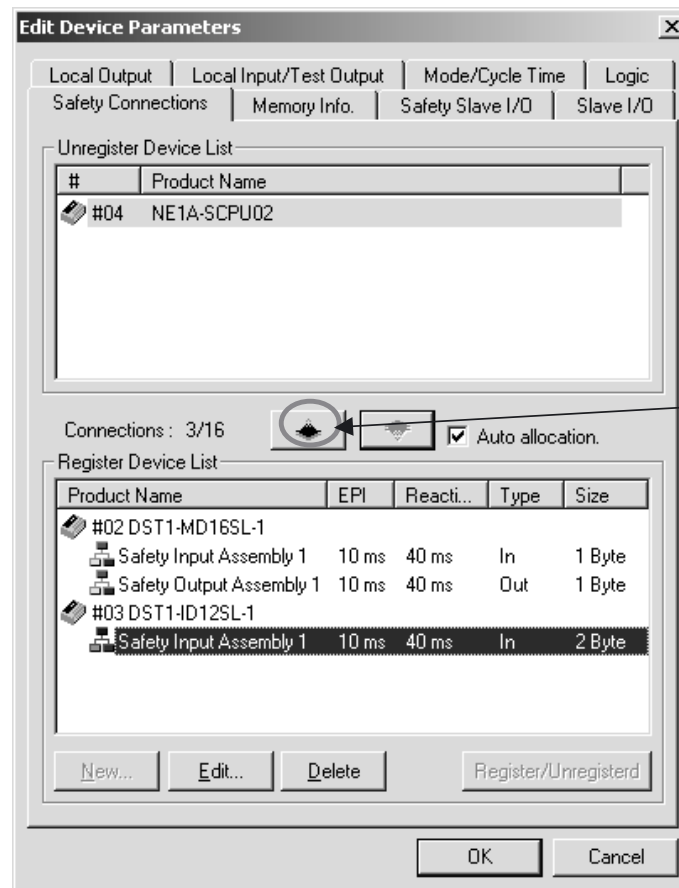 Edit Device Parameters
Local Output Local Input/Test Output Mode/Cycle Time Logic
Safety Connections Memory Info. Safety Slave I/O Slave I/O
Unregister Device List
# Product Name
#04 NE1A-SCPU02
Connections : 3/16 Auto allocation.
Register Device List
Product Name EPI Reacti... Type Size
#02 DST1-MD16SL-1
Safety Input Assembly 1 10 ms 40 ms In 1 Byte
Safety Output Assembly 1 10 ms 40 ms Out 1 Byte
#03 DST1-ID12SL-1
Safety Input Assembly 1 10 ms 40 ms In 2 Byte
New... Edit... Delete Register/Unregisterd
OK Cancel